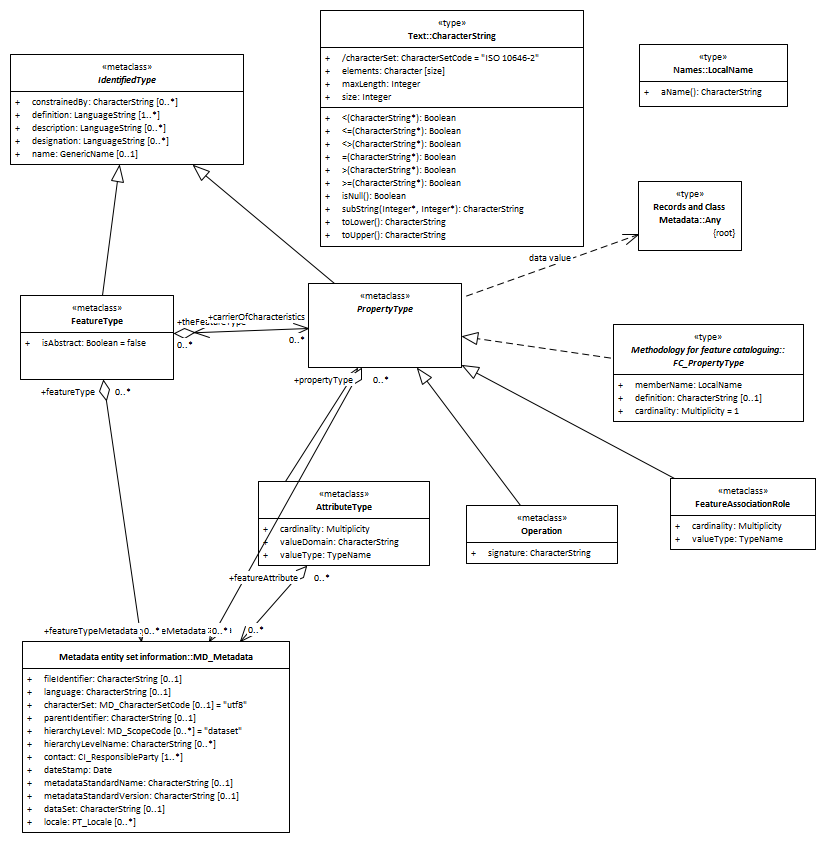 «type»
Text::CharacterString
+ /characterSet: CharacterSetCode = "ISO 10646-2"
+ elements: Character [size]
+ maxLength: Integer
+ size: Integer
+ <(CharacterString*): Boolean
+ <=(CharacterString*): Boolean
+ <>(CharacterString*): Boolean
+ =(CharacterString*): Boolean
+ >(CharacterString*): Boolean
+ >=(CharacterString*): Boolean
+ isNull(): Boolean
+ subString(Integer*, Integer*): CharacterString
+ toLower(): CharacterString
+ toUpper(): CharacterString
«type»
Names::LocalName
+ aName(): CharacterString
«metaclass»
IdentifiedType
+ constrainedBy: CharacterString [0..*]
+ definition: LanguageString [1..*]
+ description: LanguageString [0..*]
+ designation: LanguageString [0..*]
+ name: GenericName [0..1]
«type»
Records and Class
Metadata::Any
{root}
data value
«metaclass»
FeatureType
+ isAbstract: Boolean = false
+carrierOfCharacteristics
0..*
0..*
«metaclass»
PropertyType
«type»
Methodology for feature cataloguing::
FC_PropertyType
+ memberName: LocalName
+ definition: CharacterString [0..1]
+ cardinality: Multiplicity = 1
+featureType 0..*
+propertyType 0..*
«metaclass»
AttributeType
+ cardinality: Multiplicity
+ valueDomain: CharacterString
+ valueType: TypeName
«metaclass»
Operation
+ signature: CharacterString
«metaclass»
FeatureAssociationRole
+ cardinality: Multiplicity
+ valueType: TypeName
+featureAttribute 0..*
+featureTypeMetadata 0..* 0..* 0..*
Metadata entity set information::MD_Metadata
+ fileIdentifier: CharacterString [0..1]
+ language: CharacterString [0..1]
+ characterSet: MD_CharacterSetCode [0..1] = "utf8"
+ parentIdentifier: CharacterString [0..1]
+ hierarchyLevel: MD_ScopeCode [0..*] = "dataset"
+ hierarchyLevelName: CharacterString [0..*]
+ contact: CI_ResponsibleParty [1..*]
+ dateStamp: Date
+ metadataStandardName: CharacterString [0..1]
+ metadataStandardVersion: CharacterString [0..1]
+ dataSet: CharacterString [0..1]
+ locale: PT_Locale [0..*]